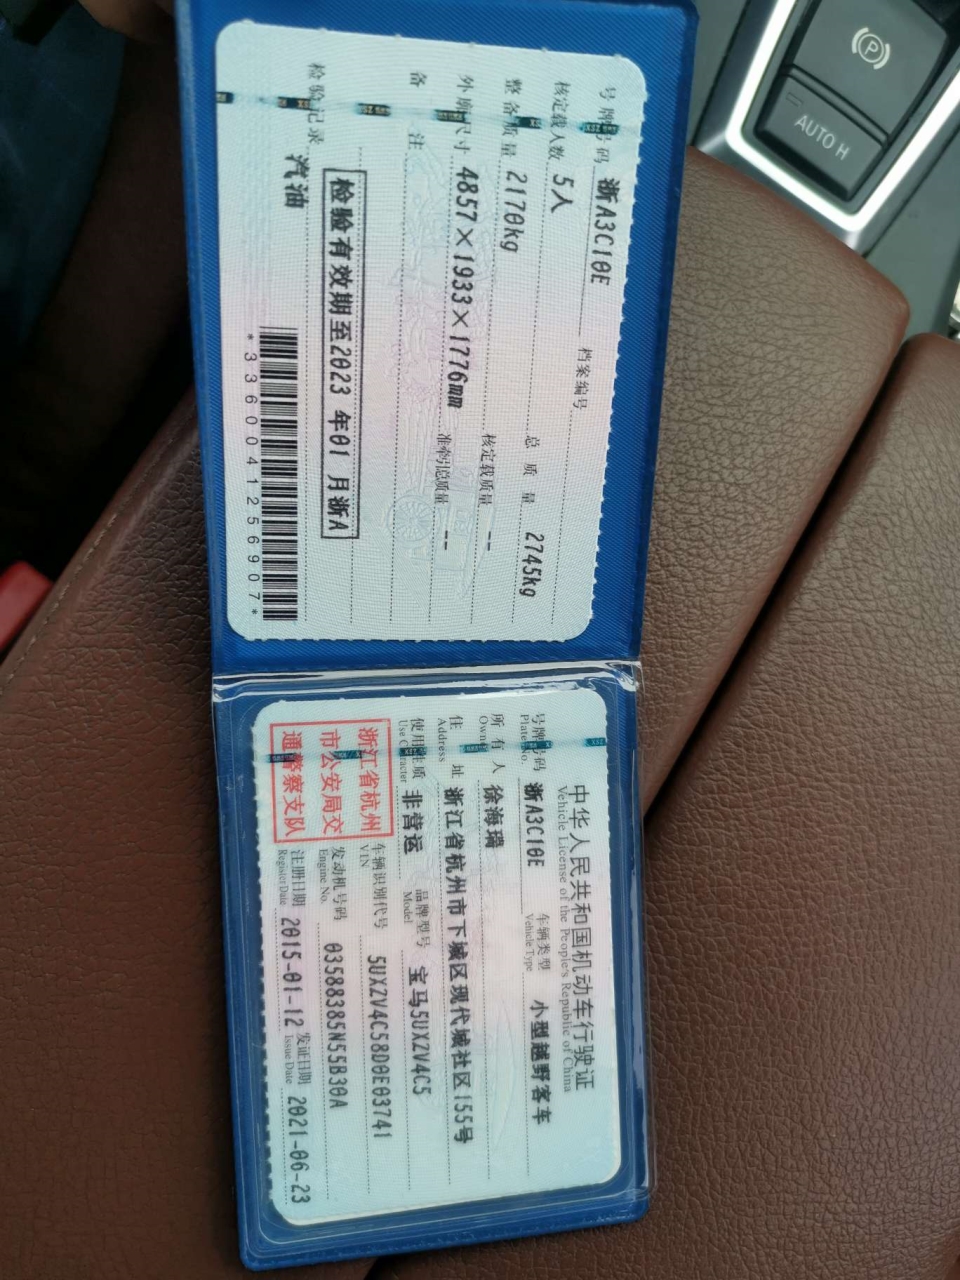 中华人民共和国机动车行驶证
Vehicle License of the People's Republic of China
号牌号码 浙A3C10E 车辆类型 小型越野客车
Plate No. Vehicle Type
所有人 徐海瑞
Owner
住址 浙江省杭州市下城区现代城社区155号
Address
使用性质 非营运 品牌型号 宝马5UXZV4C5
Use Character Model
浙江省杭州
市公安局交
通警察支队
车辆识别代号 5UXZV4C58D0E03741
VIN
发动机号码 03588385N55B30A
Engine No.
注册日期 2015-01-12 发证日期 2021-06-23
Register Date Issue Date
号牌号码 浙A3C10E 档案编号
核定载人数 5人 总质量 2745kg
整备质量 2170kg 核定载质量 --
外廓尺寸 4857×1933×1776mm 准牵引总质量 --
备注
检验有效期至2023年01月浙A
检验记录 汽油
*3360041256907*
AUTO H
P